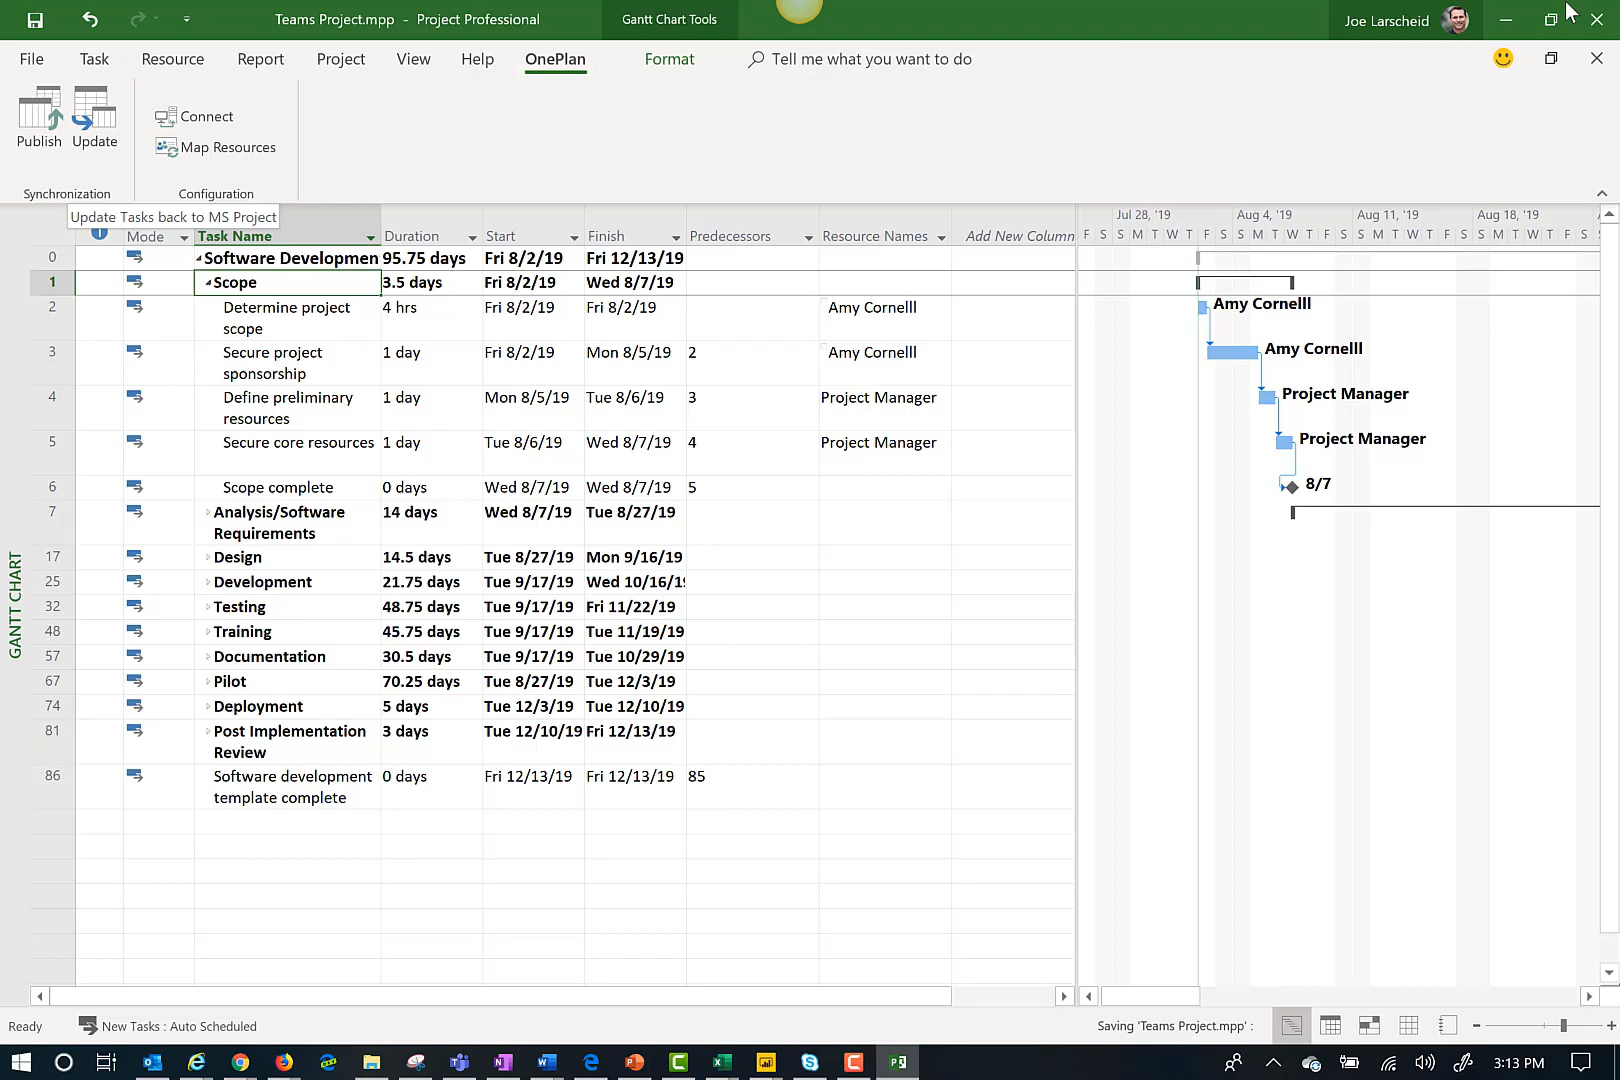 Teams Project.mpp - Project Professional
Gantt Chart Tools
Joe Larscheid
File Task Resource Report Project View Help OnePlan Format Tell me what you want to do
Publish Update
Connect
Map Resources
Synchronization Configuration
Update Tasks back to MS Project
Mode Task Name Duration Start Finish Predecessors Resource Names Add New Column
0 Software Developmen 95.75 days Fri 8/2/19 Fri 12/13/19
1 Scope 3.5 days Fri 8/2/19 Wed 8/7/19
2 Determine project 4 hrs Fri 8/2/19 Fri 8/2/19 Amy Cornelll
scope
3 Secure project 1 day Fri 8/2/19 Mon 8/5/19 2 Amy Cornelll
sponsorship
4 Define preliminary 1 day Mon 8/5/19 Tue 8/6/19 3 Project Manager
resources
5 Secure core resources 1 day Tue 8/6/19 Wed 8/7/19 4 Project Manager
6 Scope complete 0 days Wed 8/7/19 Wed 8/7/19 5
7 Analysis/Software 14 days Wed 8/7/19 Tue 8/27/19
Requirements
17 Design 14.5 days Tue 8/27/19 Mon 9/16/19
25 Development 21.75 days Tue 9/17/19 Wed 10/16/19
32 Testing 48.75 days Tue 9/17/19 Fri 11/22/19
48 Training 45.75 days Tue 9/17/19 Tue 11/19/19
57 Documentation 30.5 days Tue 9/17/19 Tue 10/29/19
67 Pilot 70.25 days Tue 8/27/19 Tue 12/3/19
74 Deployment 5 days Tue 12/3/19 Tue 12/10/19
81 Post Implementation 3 days Tue 12/10/19 Fri 12/13/19
Review
86 Software development 0 days Fri 12/13/19 Fri 12/13/19 85
template complete
GANTT CHART
Jul 28, '19 Aug 4, '19 Aug 11, '19 Aug 18, '19
F S S M T W T F S S M T W T F S S M T W T F S S M T W T F S
Amy Cornelll
Amy Cornelll
Project Manager
Project Manager
8/7
Ready New Tasks : Auto Scheduled Saving 'Teams Project.mpp' :
3:13 PM